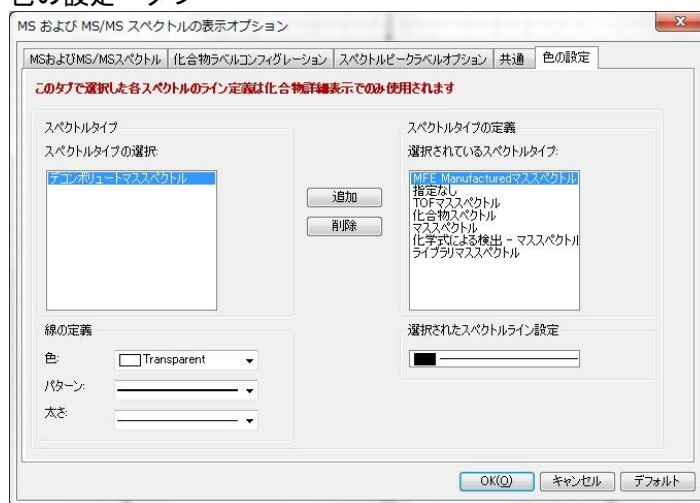 MS および MS/MS スペクトルの表示オプション
MSおよびMS/MSスペクトル 化合物ラベルコンフィグレーション スペクトルピークラベルオプション 共通 色の設定
このタブで選択した各スペクトルのライン定義は化合物詳細表示でのみ使用されます
スペクトルタイプ
スペクトルタイプの選択:
デコンボリュートマススペクトル
追加
削除
スペクトルタイプの定義
選択されているスペクトルタイプ:
MFE Manufacturedマススペクトル
指定なし
TOFマススペクトル
化合物スペクトル
マススペクトル
化学式による検出 - マススペクトル
ライブラリマススペクトル
線の定義
色:
Transparent
パターン:
太さ:
選択されたスペクトルライン設定
OK(O)
キャンセル
デフォルト